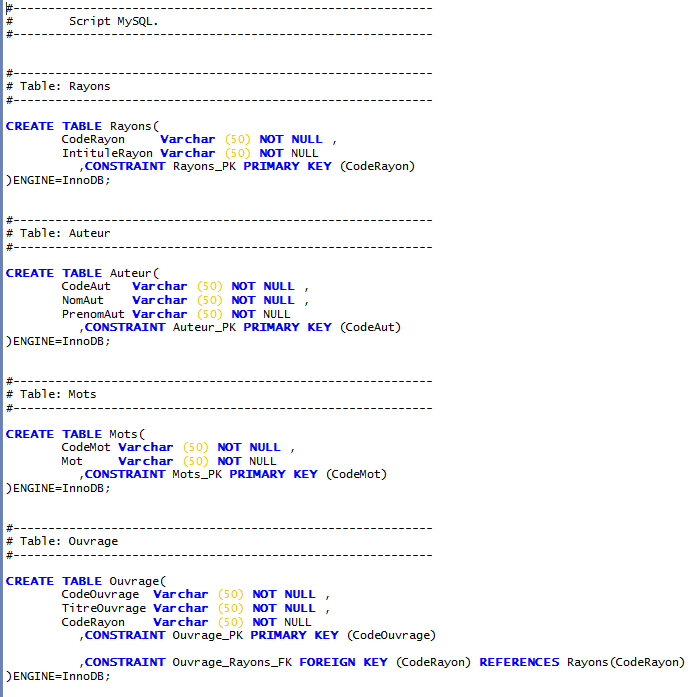 #------------------------------------------------------------
#        Script MySQL.
#------------------------------------------------------------
#------------------------------------------------------------
# Table: Rayons
#------------------------------------------------------------
CREATE TABLE Rayons(
        CodeRayon     Varchar (50) NOT NULL ,
        IntituleRayon Varchar (50) NOT NULL
	,CONSTRAINT Rayons_PK PRIMARY KEY (CodeRayon)
)ENGINE=InnoDB;
#------------------------------------------------------------
# Table: Auteur
#------------------------------------------------------------
CREATE TABLE Auteur(
        CodeAut   Varchar (50) NOT NULL ,
        NomAut    Varchar (50) NOT NULL ,
        PrenomAut Varchar (50) NOT NULL
	,CONSTRAINT Auteur_PK PRIMARY KEY (CodeAut)
)ENGINE=InnoDB;
#------------------------------------------------------------
# Table: Mots
#------------------------------------------------------------
CREATE TABLE Mots(
        CodeMot Varchar (50) NOT NULL ,
        Mot     Varchar (50) NOT NULL
	,CONSTRAINT Mots_PK PRIMARY KEY (CodeMot)
)ENGINE=InnoDB;
#------------------------------------------------------------
# Table: Ouvrage
#------------------------------------------------------------
CREATE TABLE Ouvrage(
        CodeOuvrage  Varchar (50) NOT NULL ,
        TitreOuvrage Varchar (50) NOT NULL ,
        CodeRayon    Varchar (50) NOT NULL
	,CONSTRAINT Ouvrage_PK PRIMARY KEY (CodeOuvrage)
	,CONSTRAINT Ouvrage_Rayons_FK FOREIGN KEY (CodeRayon) REFERENCES Rayons(CodeRayon)
)ENGINE=InnoDB;